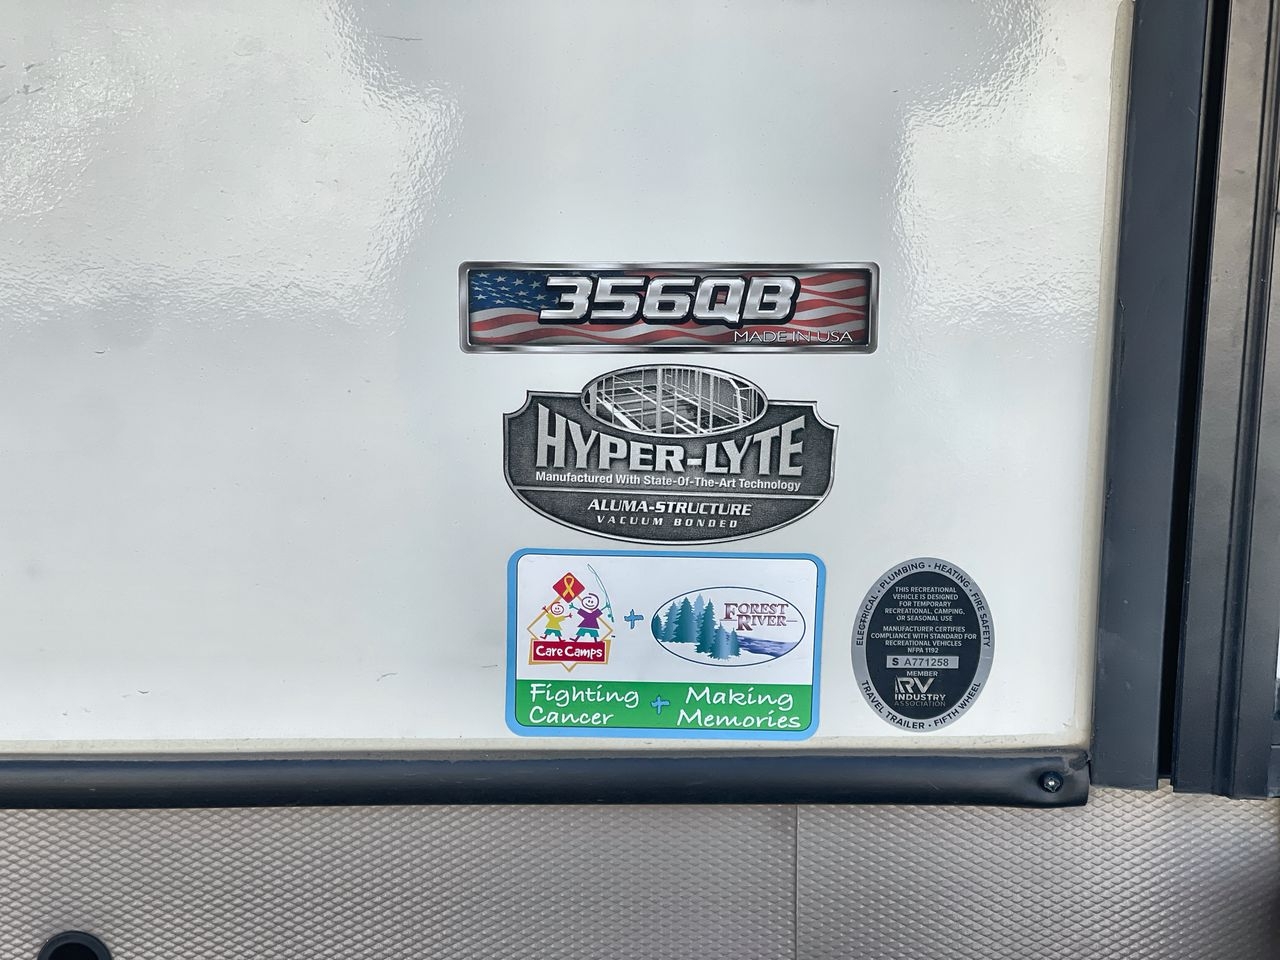 356QB
MADE IN USA
HYPER-LYTE
Manufactured With State-Of-The-Art Technology
ALUMA-STRUCTURE
VACUUM BONDED
Care Camps
+
FOREST
RIVER
Fighting
Cancer
+
Making
Memories
ELECTRICAL • PLUMBING • HEATING • FIRE SAFETY
THIS RECREATIONAL
VEHICLE IS DESIGNED
FOR TEMPORARY
RECREATIONAL, CAMPING,
OR SEASONAL USE
MANUFACTURER CERTIFIES
COMPLIANCE WITH STANDARD FOR
RECREATIONAL VEHICLES
NFPA 1192
S A771258
MEMBER
RV
INDUSTRY
ASSOCIATION
TRAVEL TRAILER • FIFTH WHEEL